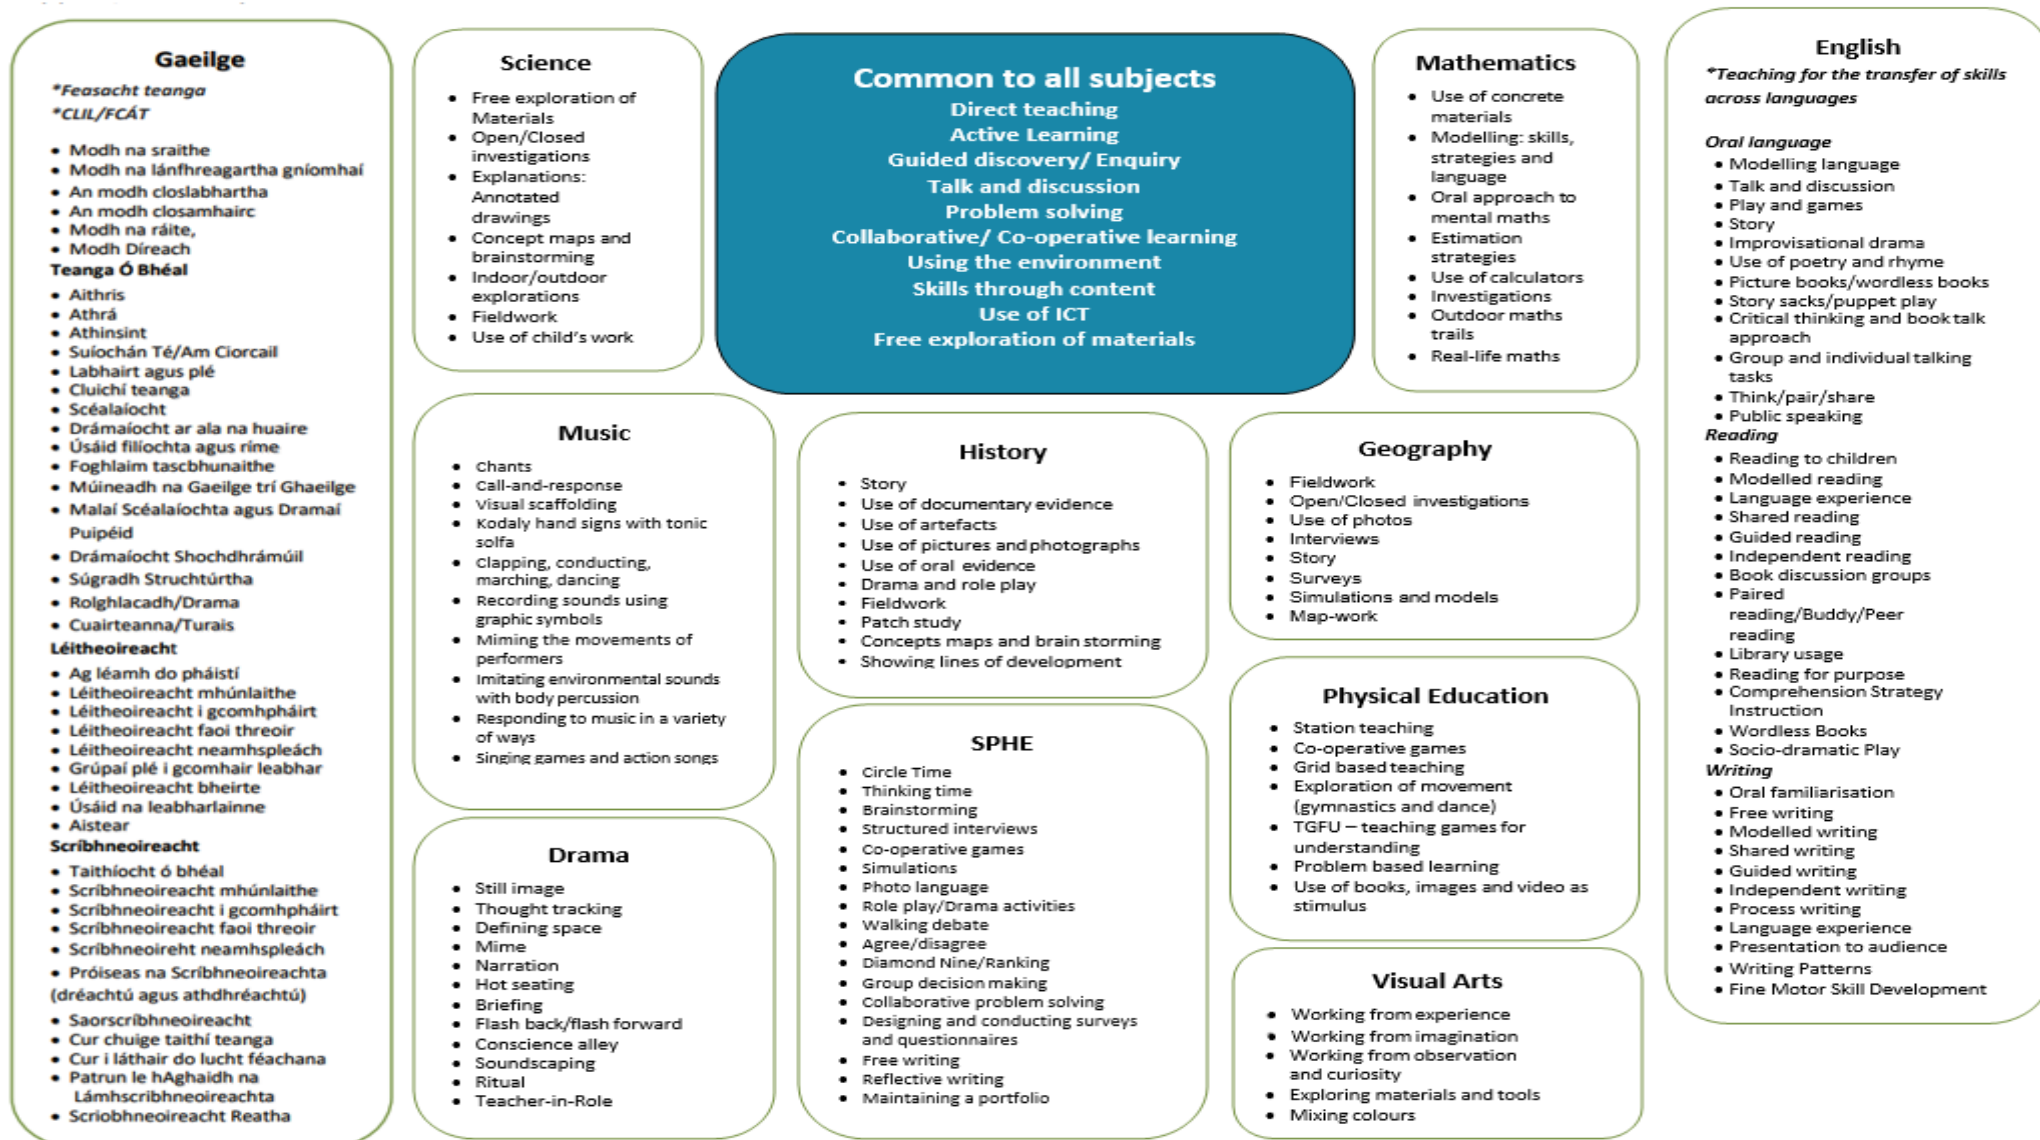 Gaeilge
*Feasacht teanga
*CLIL/FCÁT
• Modh na sraithe
• Modh na lánfhreagartha gníomhaí
• An modh closlabhartha
• An modh closamhairc
• Modh na ráite,
• Modh Díreach
Teanga Ó Bhéal
• Aithris
• Athrá
• Athinsint
• Suíochán Té/Am Ciorcail
• Labhairt agus plé
• Cluichí teanga
• Scéalaíocht
• Drámaíocht ar ala na huaire
• Úsáid filíochta agus ríme
• Foghlaim tascbhunaithe
• Múineadh na Gaeilge trí Ghaeilge
• Malaí Scéalaíochta agus Dramaí
Puipéid
• Drámaíocht Shochdhrámúil
• Súgradh Struchtúrtha
• Rolghlacadh/Drama
• Cuairteanna/Turais
Léitheoireacht
• Ag léamh do pháistí
• Léitheoireacht mhúnlaithe
• Léitheoireacht i gcomhpháirt
• Léitheoireacht faoi threoir
• Léitheoireacht neamhspleách
• Grúpaí plé i gcomhair leabhar
• Léitheoireacht bheirte
• Úsáid na leabharlainne
• Aistear
Scríbhneoireacht
• Taithíocht ó bhéal
• Scríbhneoireacht mhúnlaithe
• Scríbhneoireacht i gcomhpháirt
• Scríbhneoireacht faoi threoir
• Scríbhneoireht neamhspleách
• Próiseas na Scríbhneoireachta
(dréachtú agus athdhréachtú)
• Saorscríbhneoireacht
• Cur chuige taithí teanga
• Cur i láthair do lucht féachana
• Patrun le hAghaidh na
Lámhscribhneoireachta
• Scriobhneoireacht Reatha
Science
• Free exploration of
Materials
• Open/Closed
investigations
• Explanations:
Annotated
drawings
• Concept maps and
brainstorming
• Indoor/outdoor
explorations
• Fieldwork
• Use of child's work
Common to all subjects
Direct teaching
Active Learning
Guided discovery/ Enquiry
Talk and discussion
Problem solving
Collaborative/ Co-operative learning
Using the environment
Skills through content
Use of ICT
Free exploration of materials
Mathematics
• Use of concrete
materials
• Modelling: skills,
strategies and
language
• Oral approach to
mental maths
• Estimation
strategies
• Use of calculators
• Investigations
• Outdoor maths
trails
• Real-life maths
Music
• Chants
• Call-and-response
• Visual scaffolding
• Kodaly hand signs with tonic
solfa
• Clapping, conducting,
marching, dancing
• Recording sounds using
graphic symbols
• Miming the movements of
performers
• Imitating environmental sounds
with body percussion
• Responding to music in a variety
of ways
• Singing games and action songs
History
• Story
• Use of documentary evidence
• Use of artefacts
• Use of pictures and photographs
• Use of oral evidence
• Drama and role play
• Fieldwork
• Patch study
• Concepts maps and brain storming
• Showing lines of development
Geography
• Fieldwork
• Open/Closed investigations
• Use of photos
• Interviews
• Story
• Surveys
• Simulations and models
• Map-work
Drama
• Still image
• Thought tracking
• Defining space
• Mime
• Narration
• Hot seating
• Briefing
• Flash back/flash forward
• Conscience alley
• Soundscaping
• Ritual
• Teacher-in-Role
SPHE
• Circle Time
• Thinking time
• Brainstorming
• Structured interviews
• Co-operative games
• Simulations
• Photo language
• Role play/Drama activities
• Walking debate
• Agree/disagree
• Diamond Nine/Ranking
• Group decision making
• Collaborative problem solving
• Designing and conducting surveys
and questionnaires
• Free writing
• Reflective writing
• Maintaining a portfolio
Physical Education
• Station teaching
• Co-operative games
• Grid based teaching
• Exploration of movement
(gymnastics and dance)
• TGFU – teaching games for
understanding
• Problem based learning
• Use of books, images and video as
stimulus
Visual Arts
• Working from experience
• Working from imagination
• Working from observation
and curiosity
• Exploring materials and tools
• Mixing colours
English
*Teaching for the transfer of skills
across languages
Oral language
• Modelling language
• Talk and discussion
• Play and games
• Story
• Improvisational drama
• Use of poetry and rhyme
• Picture books/wordless books
• Story sacks/puppet play
• Critical thinking and book talk
approach
• Group and individual talking
tasks
• Think/pair/share
• Public speaking
Reading
• Reading to children
• Modelled reading
• Language experience
• Shared reading
• Guided reading
• Independent reading
• Book discussion groups
• Paired
reading/Buddy/Peer
reading
• Library usage
• Reading for purpose
• Comprehension Strategy
Instruction
• Wordless Books
• Socio-dramatic Play
Writing
• Oral familiarisation
• Free writing
• Modelled writing
• Shared writing
• Guided writing
• Independent writing
• Process writing
• Language experience
• Presentation to audience
• Writing Patterns
• Fine Motor Skill Development